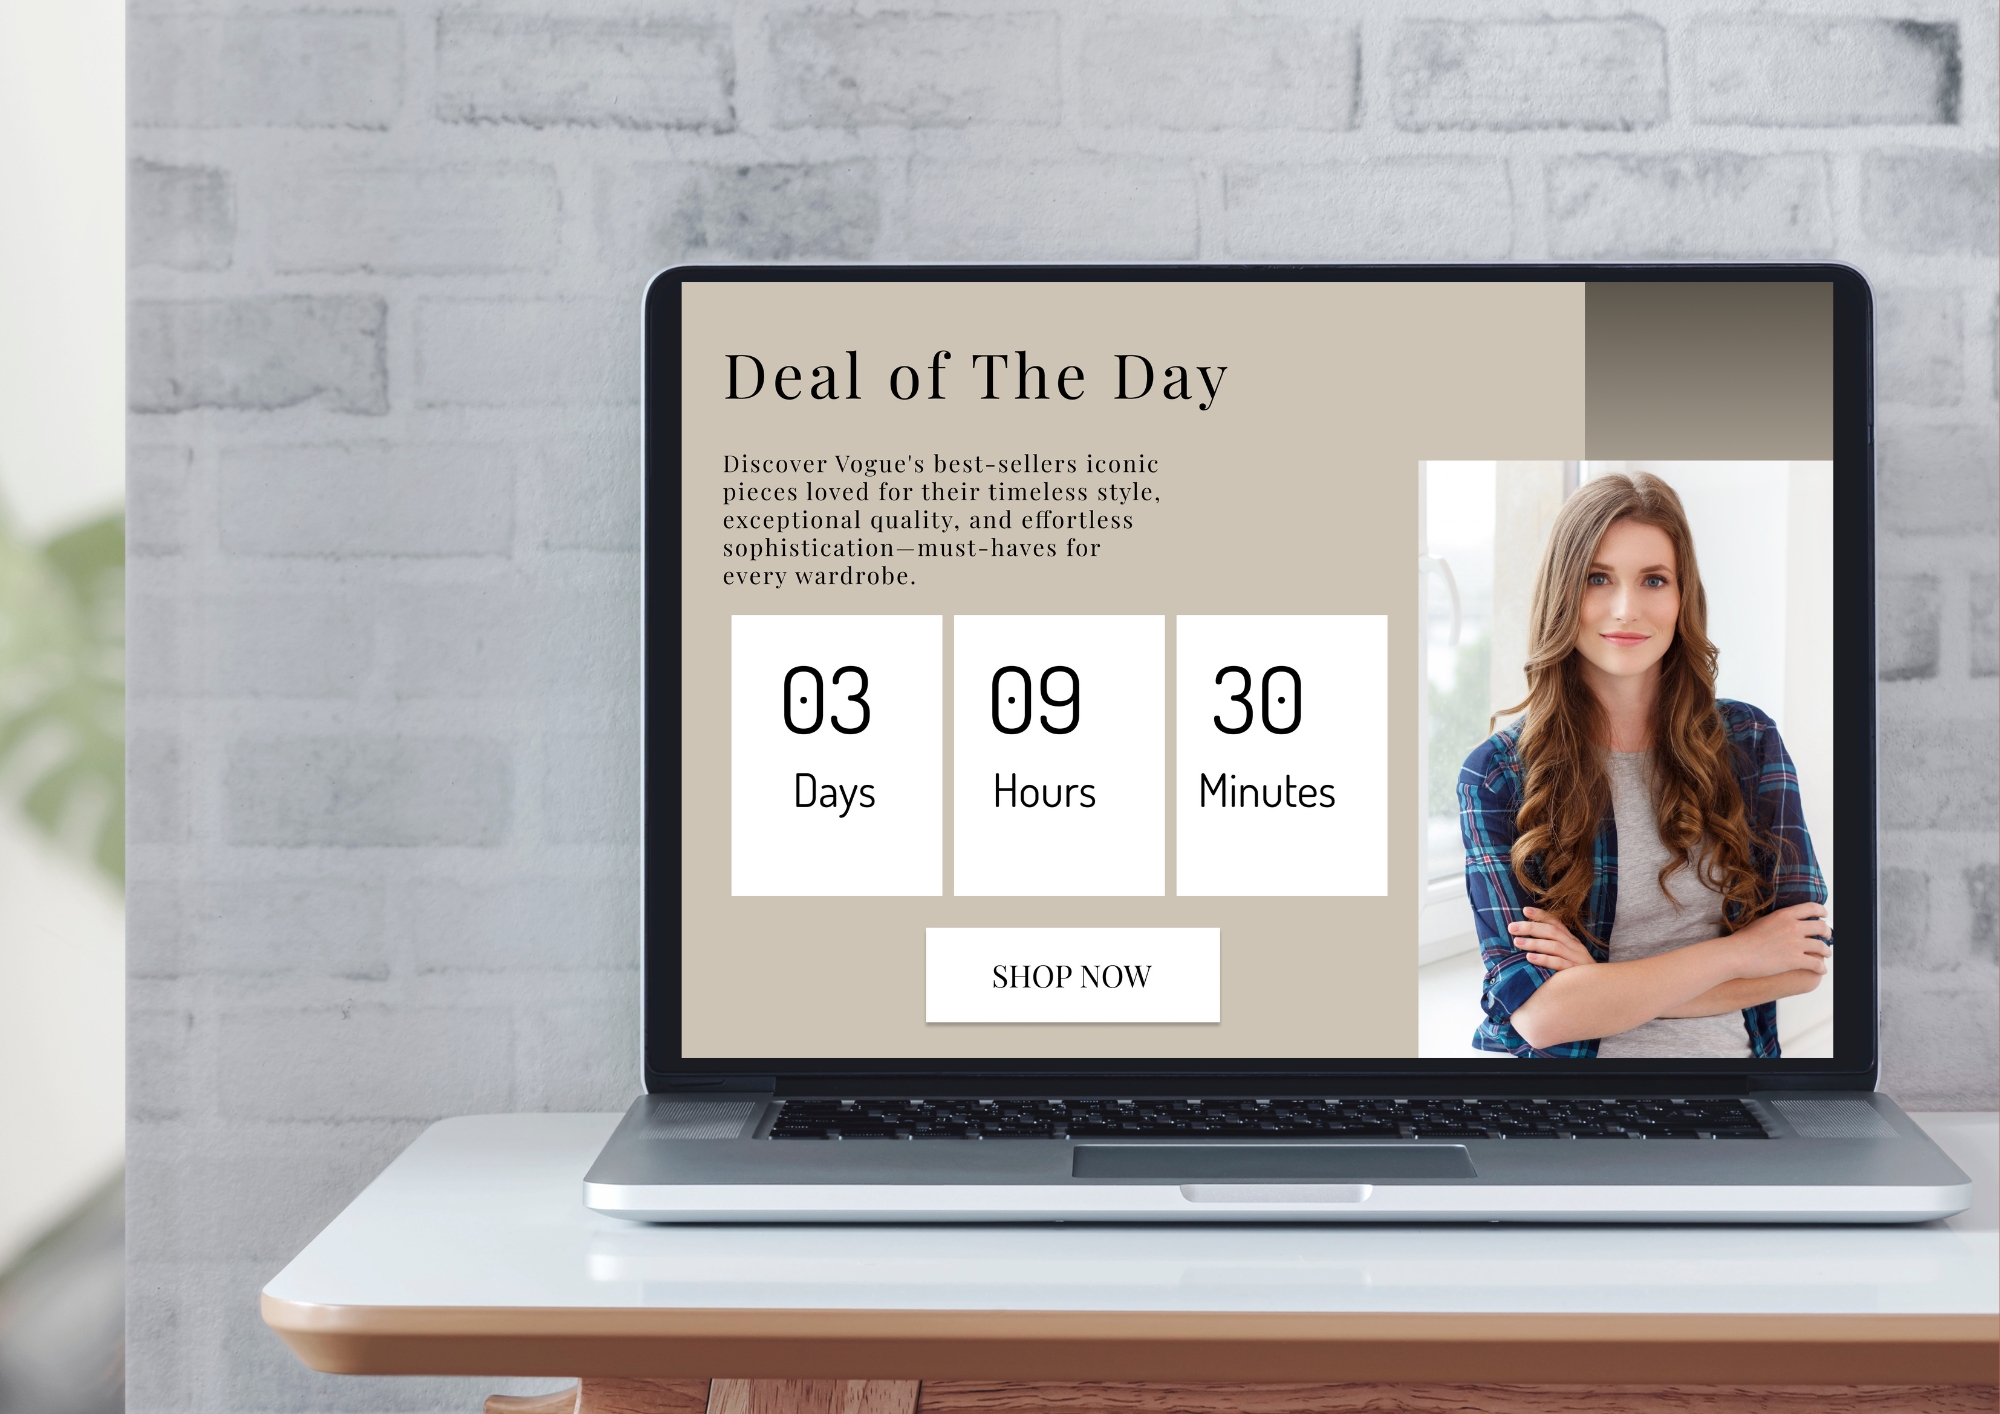 Deal of The Day
Discover Vogue's best-sellers iconic
pieces loved for their timeless style,
exceptional quality, and effortless
sophistication—must-haves for
every wardrobe.
03 09 30
Days Hours Minutes
SHOP NOW